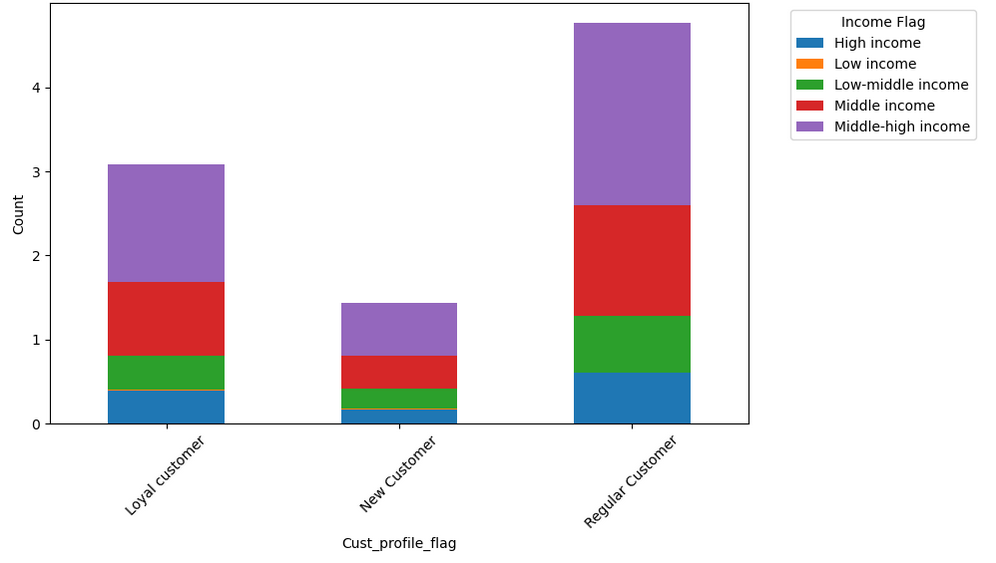 Income Flag
High income
Low income
Low-middle income
Middle income
Middle-high income
Count
4
3
2
1
0
Loyal customer
New Customer
Regular Customer
Cust_profile_flag